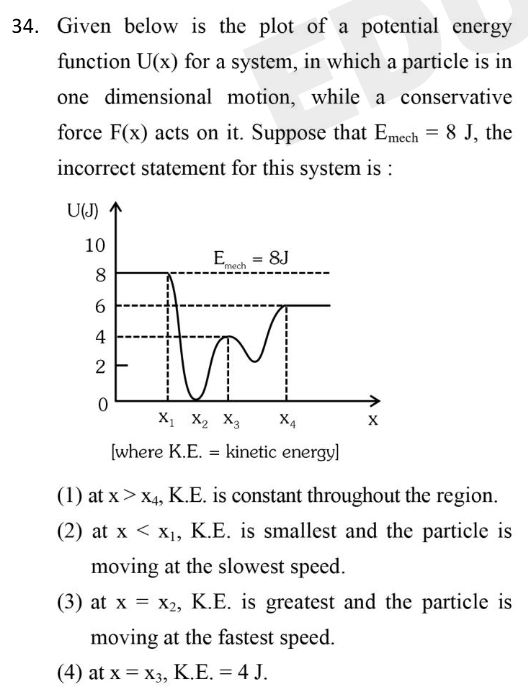 34. Given below is the plot of a potential energy
function U(x) for a system, in which a particle is in
one dimensional motion, while a conservative
force F(x) acts on it. Suppose that Emech = 8 J, the
incorrect statement for this system is :
U(J)
10
8
6
4
2
0
Emech = 8J
x₁ x₂ x₃ x₄ x
[where K.E. = kinetic energy]
(1) at x > x₄, K.E. is constant throughout the region.
(2) at x < x₁, K.E. is smallest and the particle is
moving at the slowest speed.
(3) at x = x₂, K.E. is greatest and the particle is
moving at the fastest speed.
(4) at x = x₃, K.E. = 4 J.